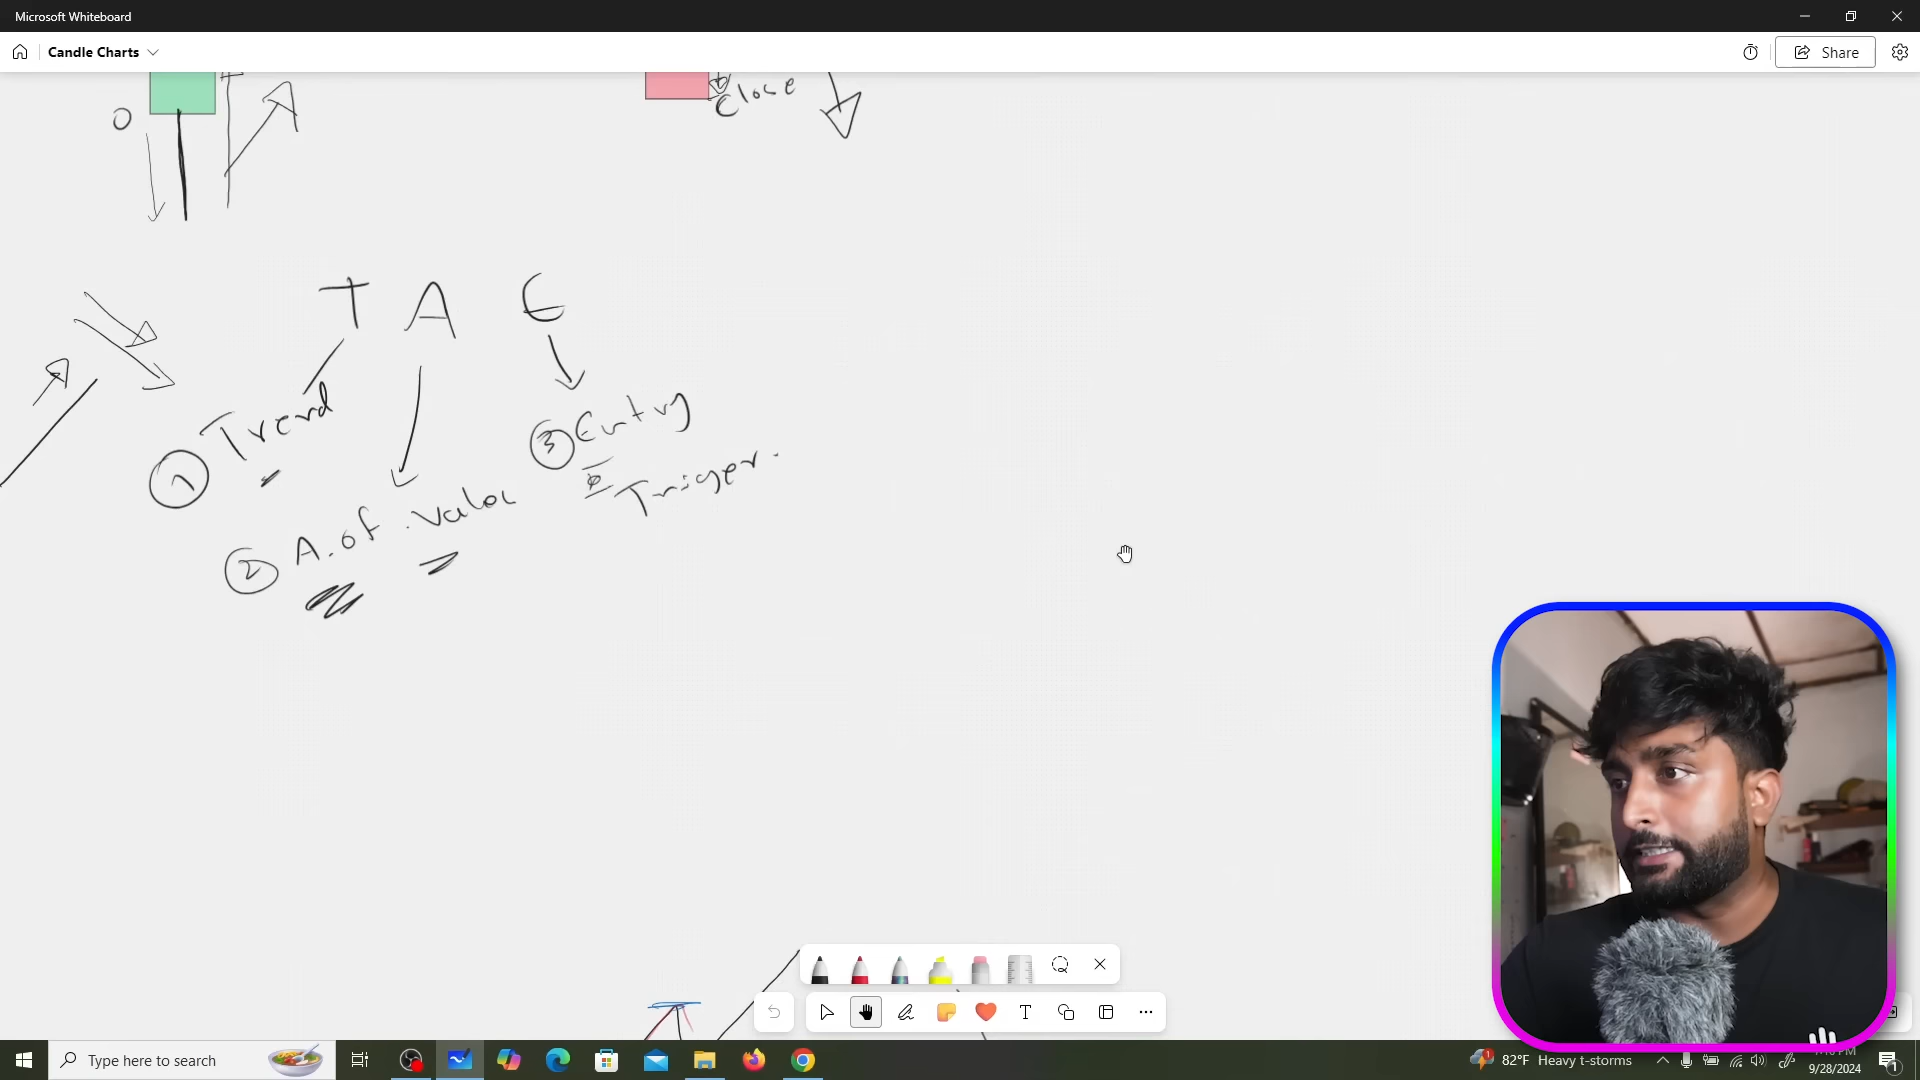 Microsoft Whiteboard
Candle Charts
Share
O
Close
T A E
1 Trend
3 Entry
Trigger.
2 A. of. Value
Type here to search
82°F Heavy t-storms
9/28/2024
1